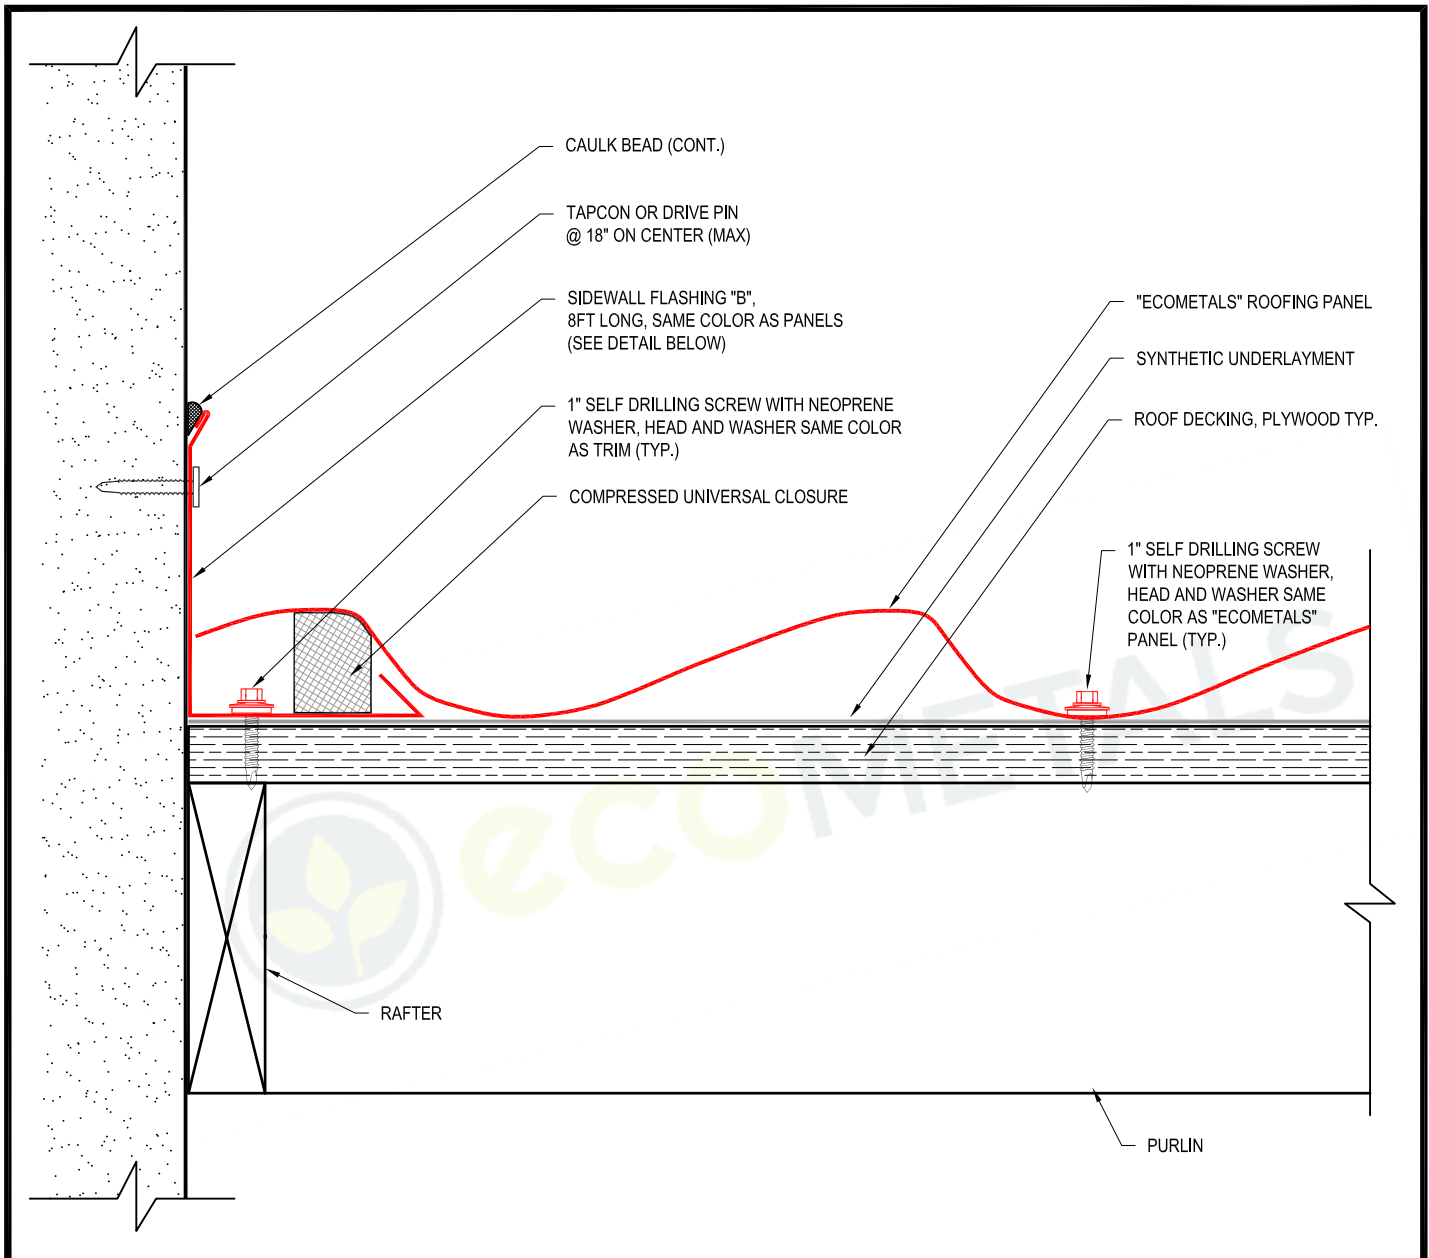 CAULK BEAD (CONT.)
TAPCON OR DRIVE PIN
@ 18" ON CENTER (MAX)
SIDEWALL FLASHING "B",
8FT LONG, SAME COLOR AS PANELS
(SEE DETAIL BELOW)
1" SELF DRILLING SCREW WITH NEOPRENE
WASHER, HEAD AND WASHER SAME COLOR
AS TRIM (TYP.)
COMPRESSED UNIVERSAL CLOSURE
"ECOMETALS" ROOFING PANEL
SYNTHETIC UNDERLAYMENT
ROOF DECKING, PLYWOOD TYP.
1" SELF DRILLING SCREW
WITH NEOPRENE WASHER,
HEAD AND WASHER SAME
COLOR AS "ECOMETALS"
PANEL (TYP.)
ecoMETALS
RAFTER
PURLIN